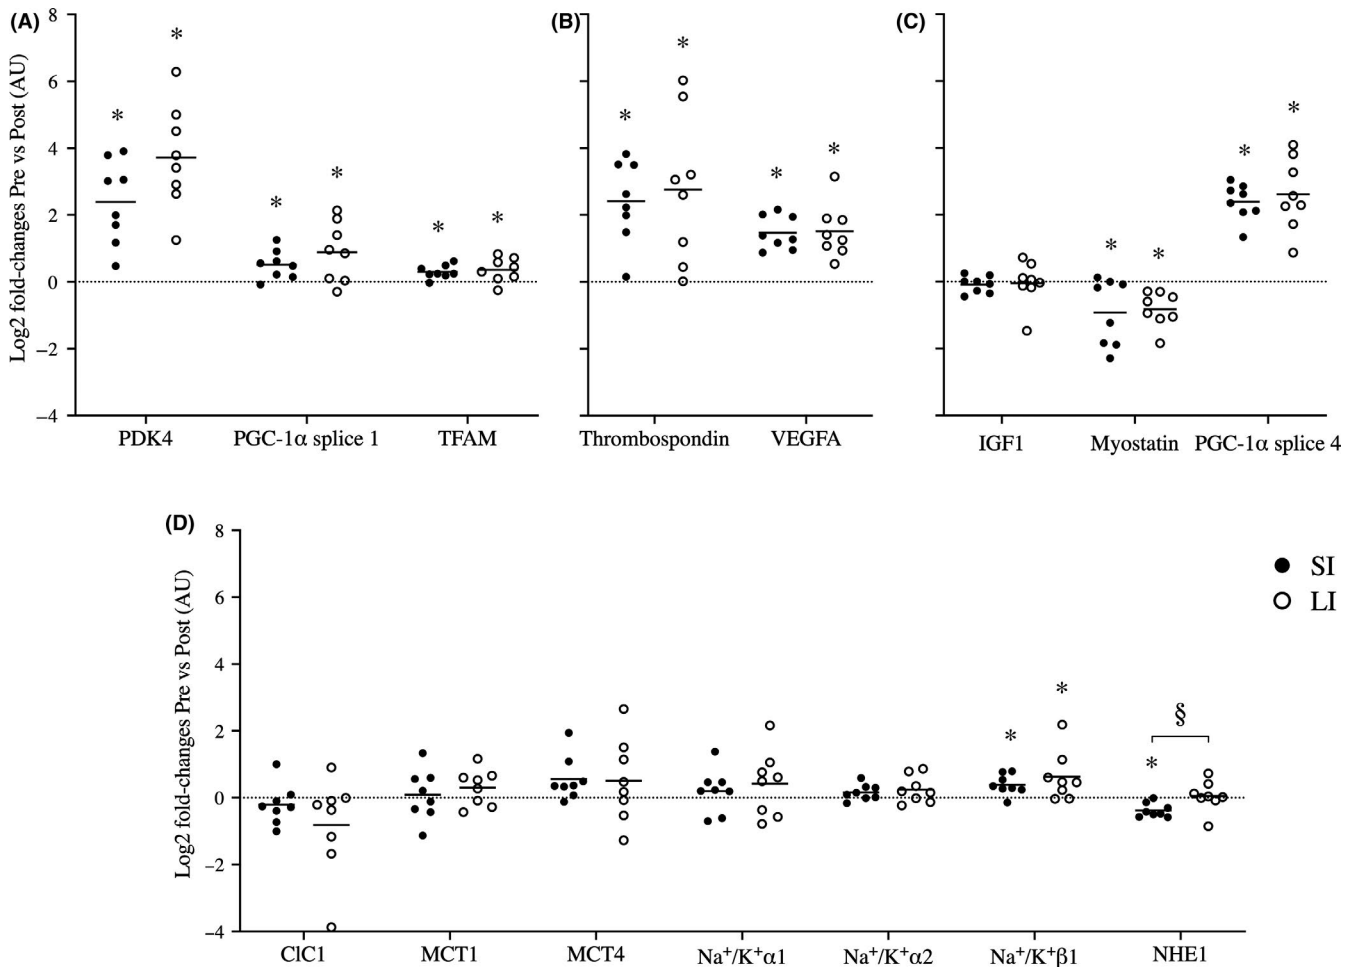 (A)
Log2 fold-changes Pre vs Post (AU)
8
6
4
2
0
−2
−4
* * * * * *
PDK4 PGC-1α splice 1 TFAM
(B)
* * * *
Thrombospondin VEGFA
(C)
* * * *
IGF1 Myostatin PGC-1α splice 4
(D)
Log2 fold-changes Pre vs Post (AU)
8
6
4
2
0
−2
−4
* * § *
ClC1 MCT1 MCT4 Na⁺/K⁺α1 Na⁺/K⁺α2 Na⁺/K⁺β1 NHE1
SI
LI